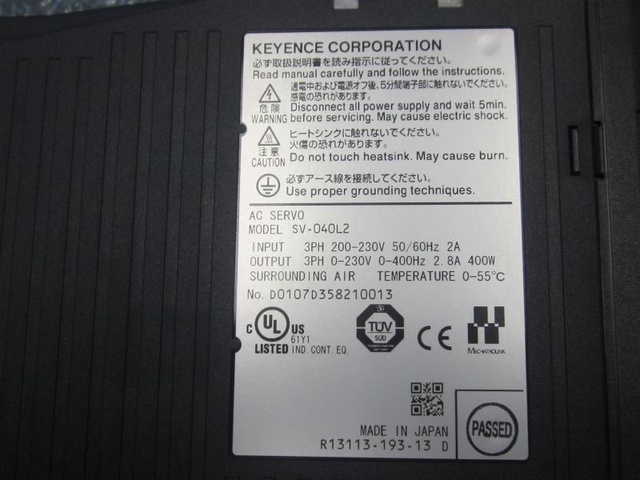 KEYENCE CORPORATION
必ず取扱説明書を読み指示に従ってください。
Read manual carefully and follow the instructions.
通電中および電源オフ後、5分間端子部に触れないでください。
感電の恐れがあります。
危険
WARNING
Disconnect all power supply and wait 5min.
before servicing. May cause electric shock.
ヒートシンクに触れないでください。
火傷の恐れがあります。
注意
CAUTION
Do not touch heatsink. May cause burn.
必ずアース線を接続してください。
Use proper grounding techniques.
AC SERVO
MODEL SV-040L2
INPUT 3PH 200-230V 50/60Hz 2A
OUTPUT 3PH 0-230V 0-400Hz 2.8A 400W
SURROUNDING AIR TEMPERATURE 0-55℃
No. D0107D358210013
C UL US
LISTED
61Y1
IND.CONT.EQ.
TÜV
SÜD
CE
MECHATROLINK
MADE IN JAPAN
R13113-193-13 D
PASSED